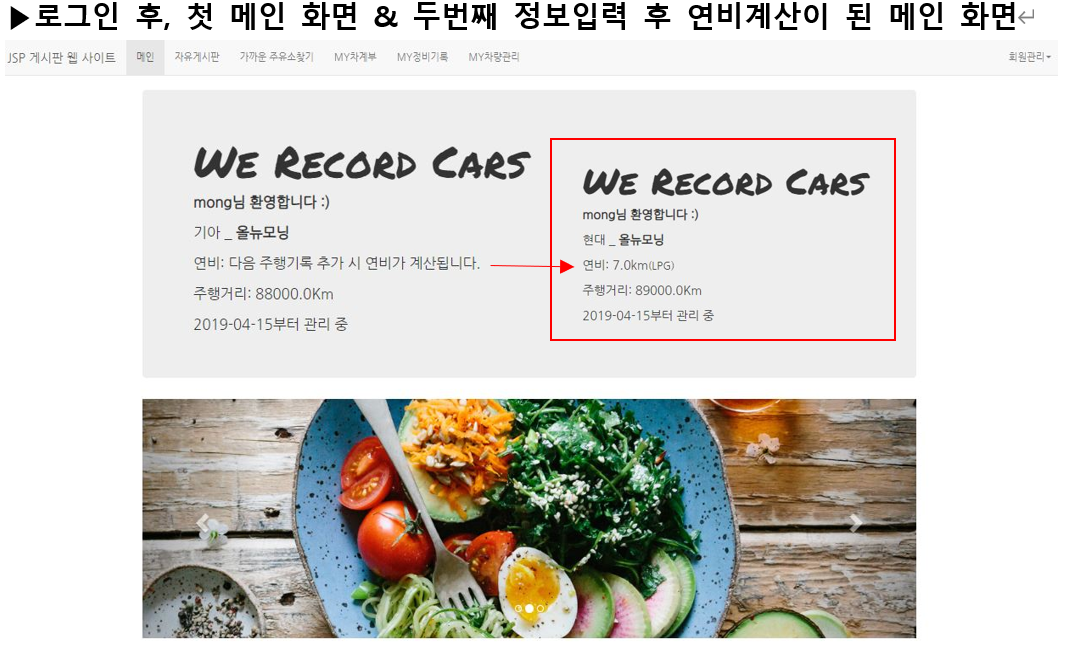 ▶로그인 후, 첫 메인 화면 & 두번째 정보입력 후 연비계산이 된 메인 화면↵
JSP 게시판 웹 사이트 메인 자유게시판 가까운 주유소찾기 MY차계부 MY정비기록 MY차량관리 회원관리
We Record Cars
mong님 환영합니다 :)
기아 _ 올뉴모닝
연비: 다음 주행기록 추가 시 연비가 계산됩니다.
주행거리: 88000.0Km
2019-04-15부터 관리 중
We Record Cars
mong님 환영합니다 :)
현대 _ 올뉴모닝
연비: 7.0km(LPG)
주행거리: 89000.0Km
2019-04-15부터 관리 중